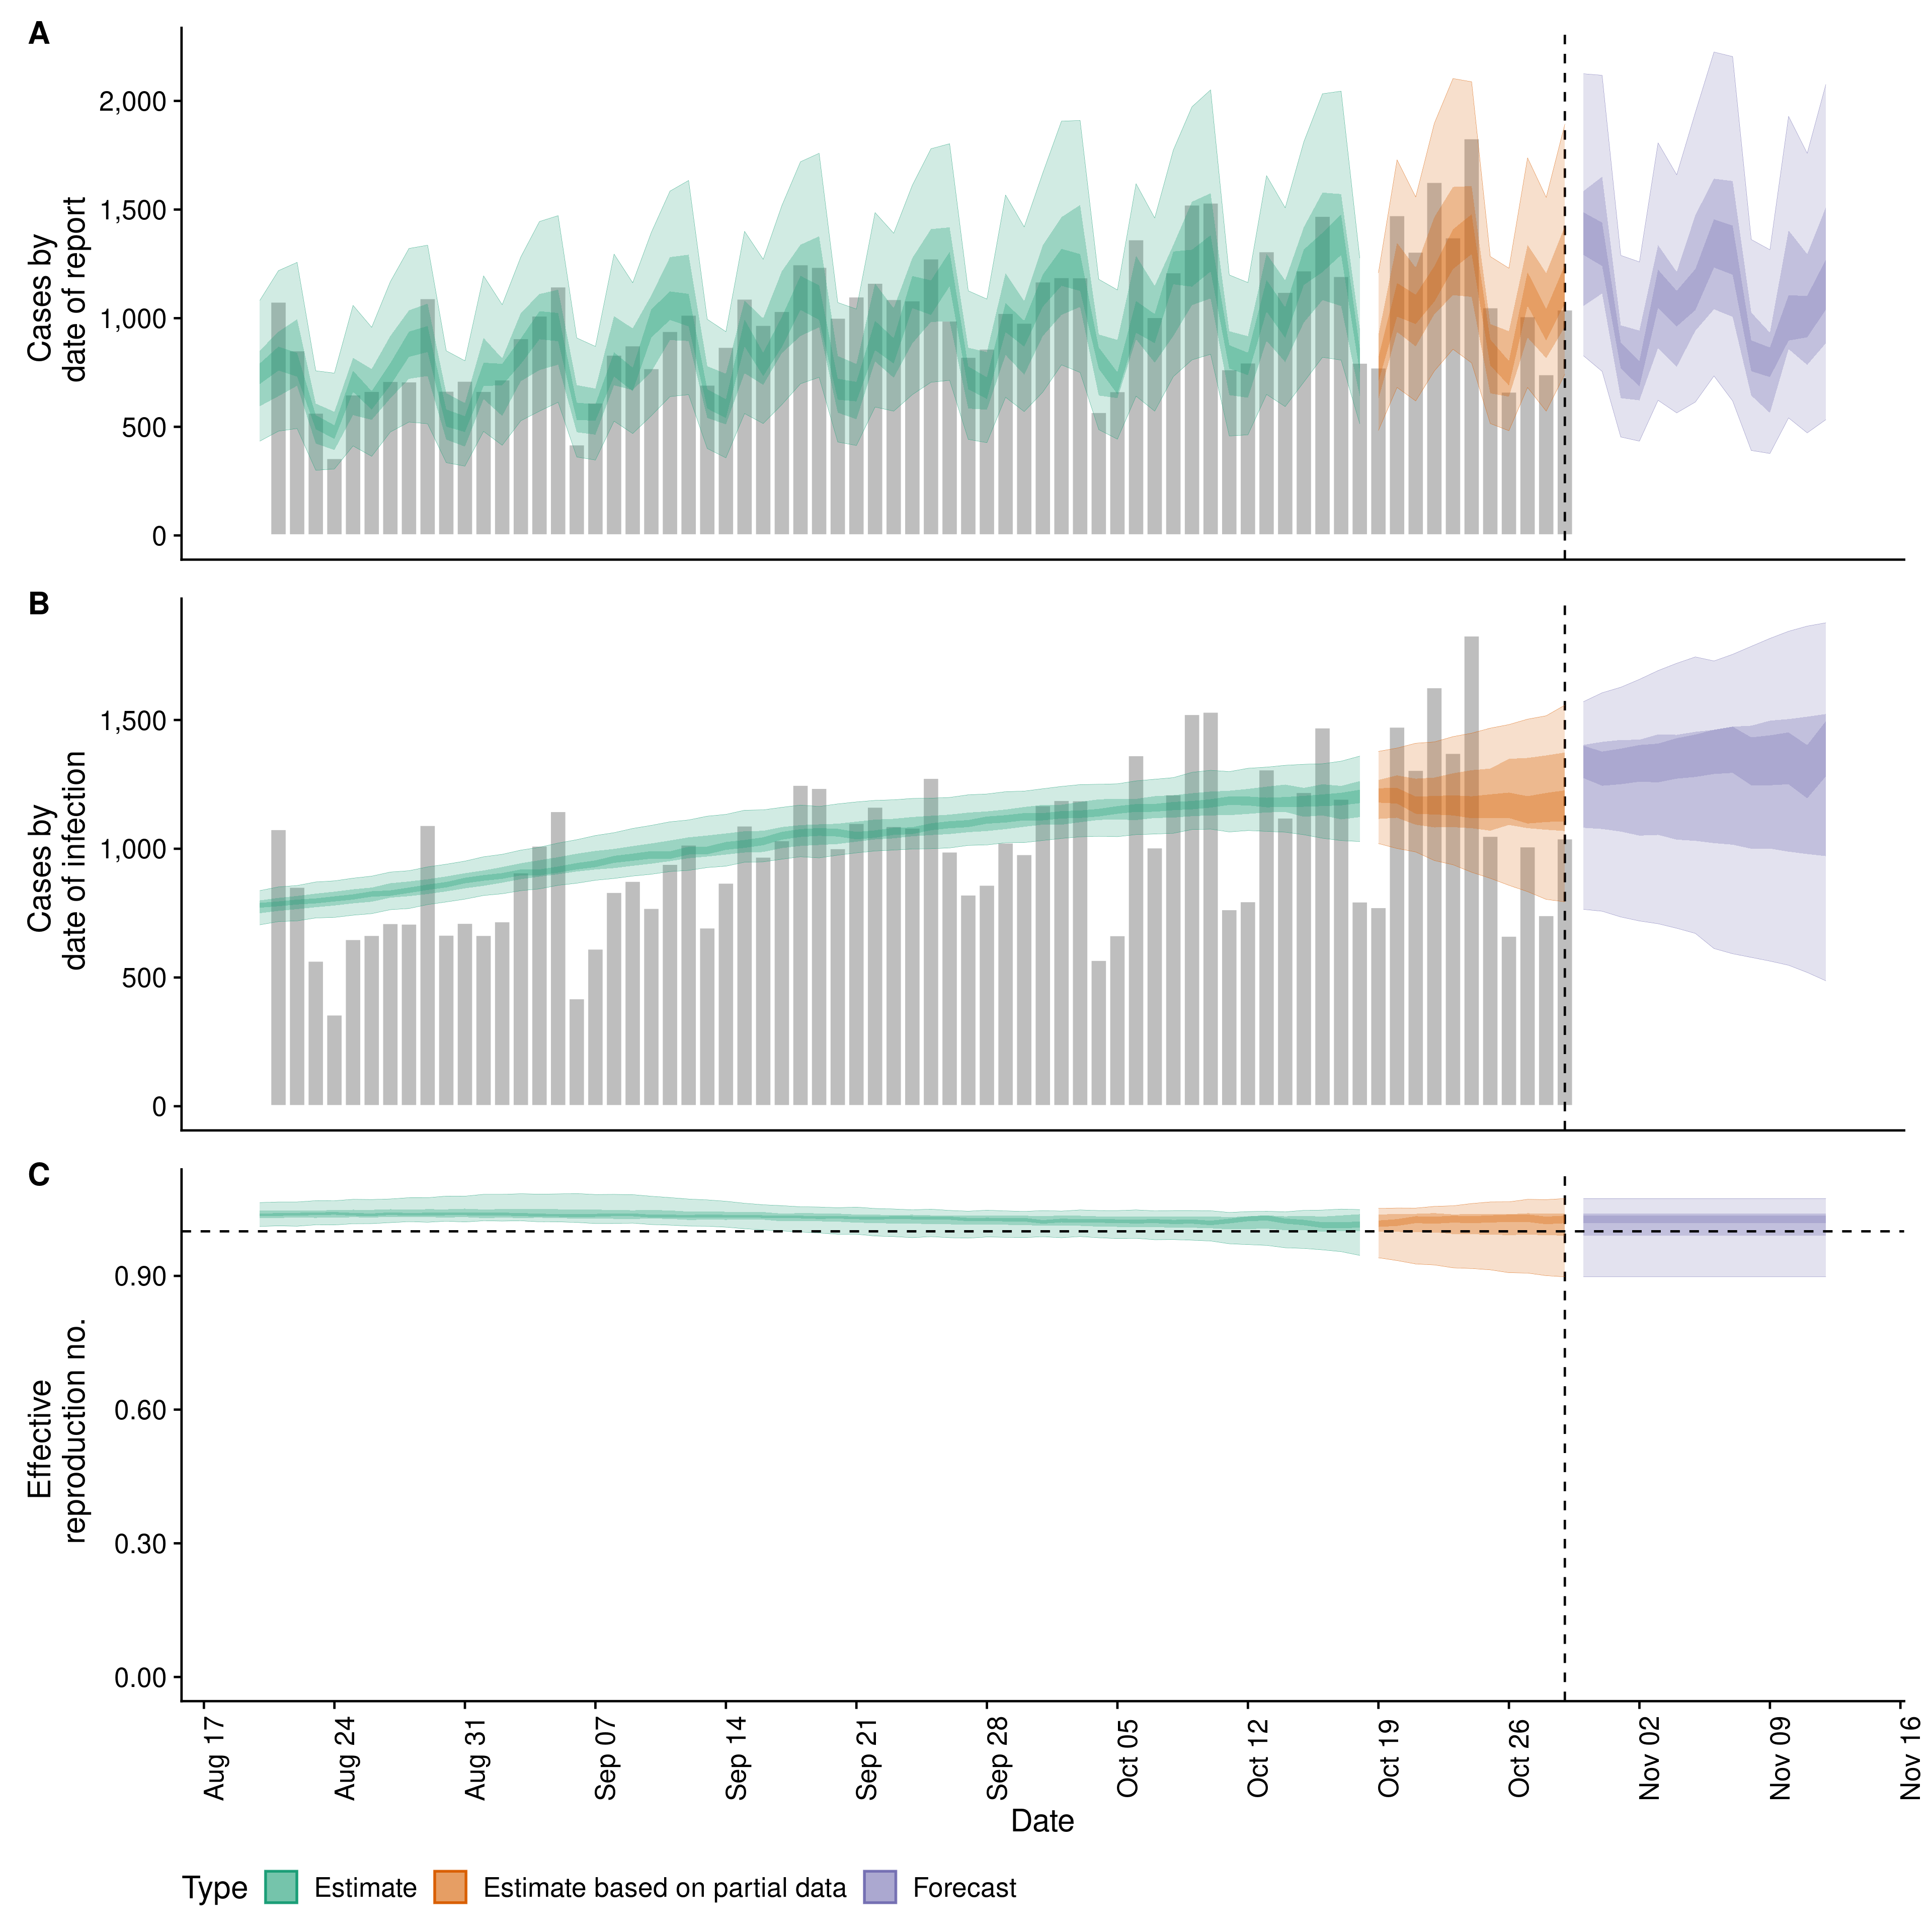 A
Cases by
date of report
2,000
1,500
1,000
500
0
B
Cases by
date of infection
1,500
1,000
500
0
C
Effective
reproduction no.
0.90
0.60
0.30
0.00
Aug 17
Aug 24
Aug 31
Sep 07
Sep 14
Sep 21
Sep 28
Oct 05
Oct 12
Oct 19
Oct 26
Nov 02
Nov 09
Nov 16
Date
Type Estimate Estimate based on partial data Forecast